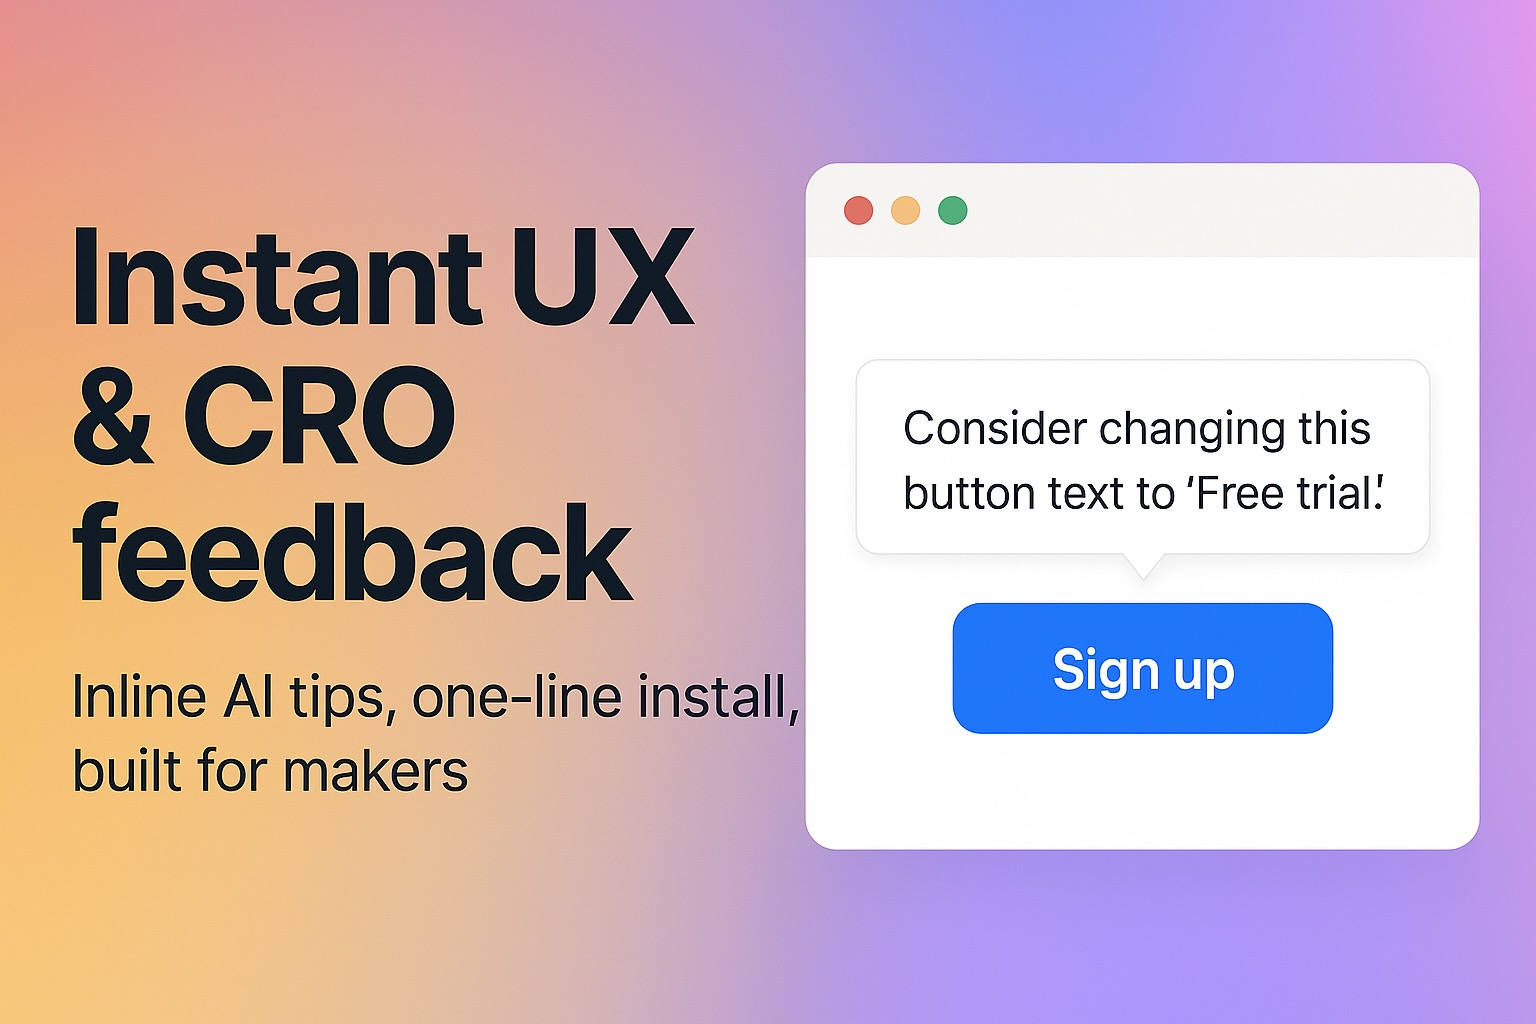 Instant UX
& CRO
feedback
Inline AI tips, one-line install,
built for makers
Consider changing this
button text to ‘Free trial.’
Sign up